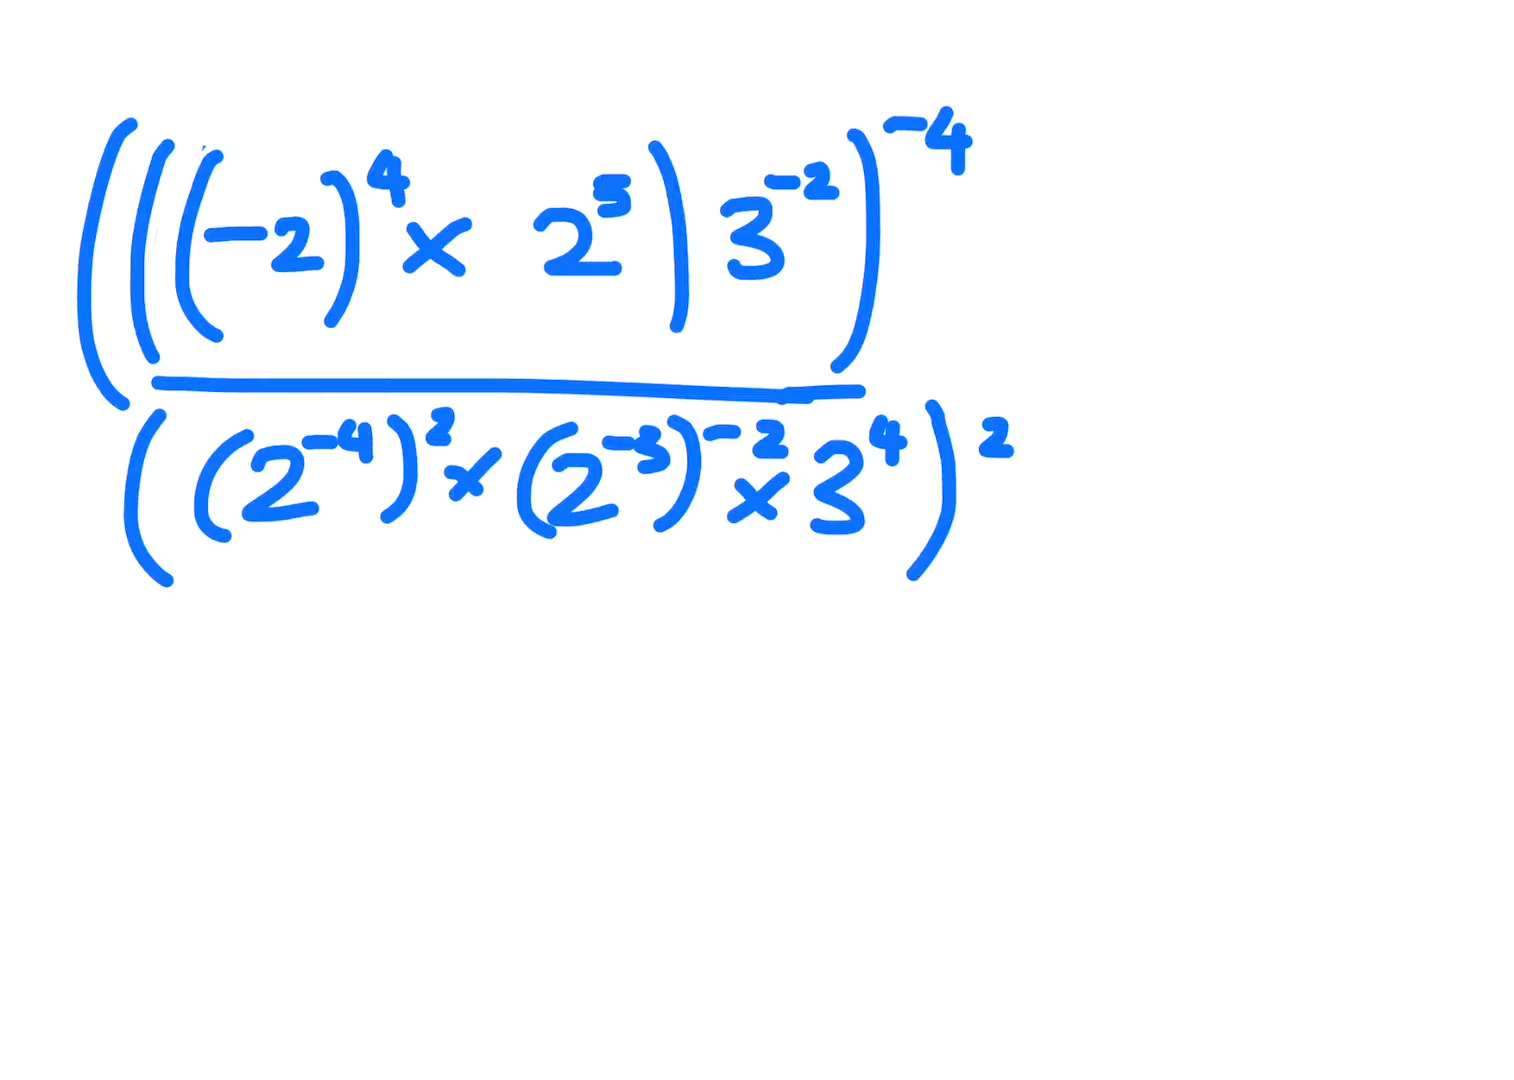 (((-2)⁴ × 2⁵) 3⁻²)⁻⁴
((2⁻⁴)² × (2⁻³)⁻² × 3⁴)²